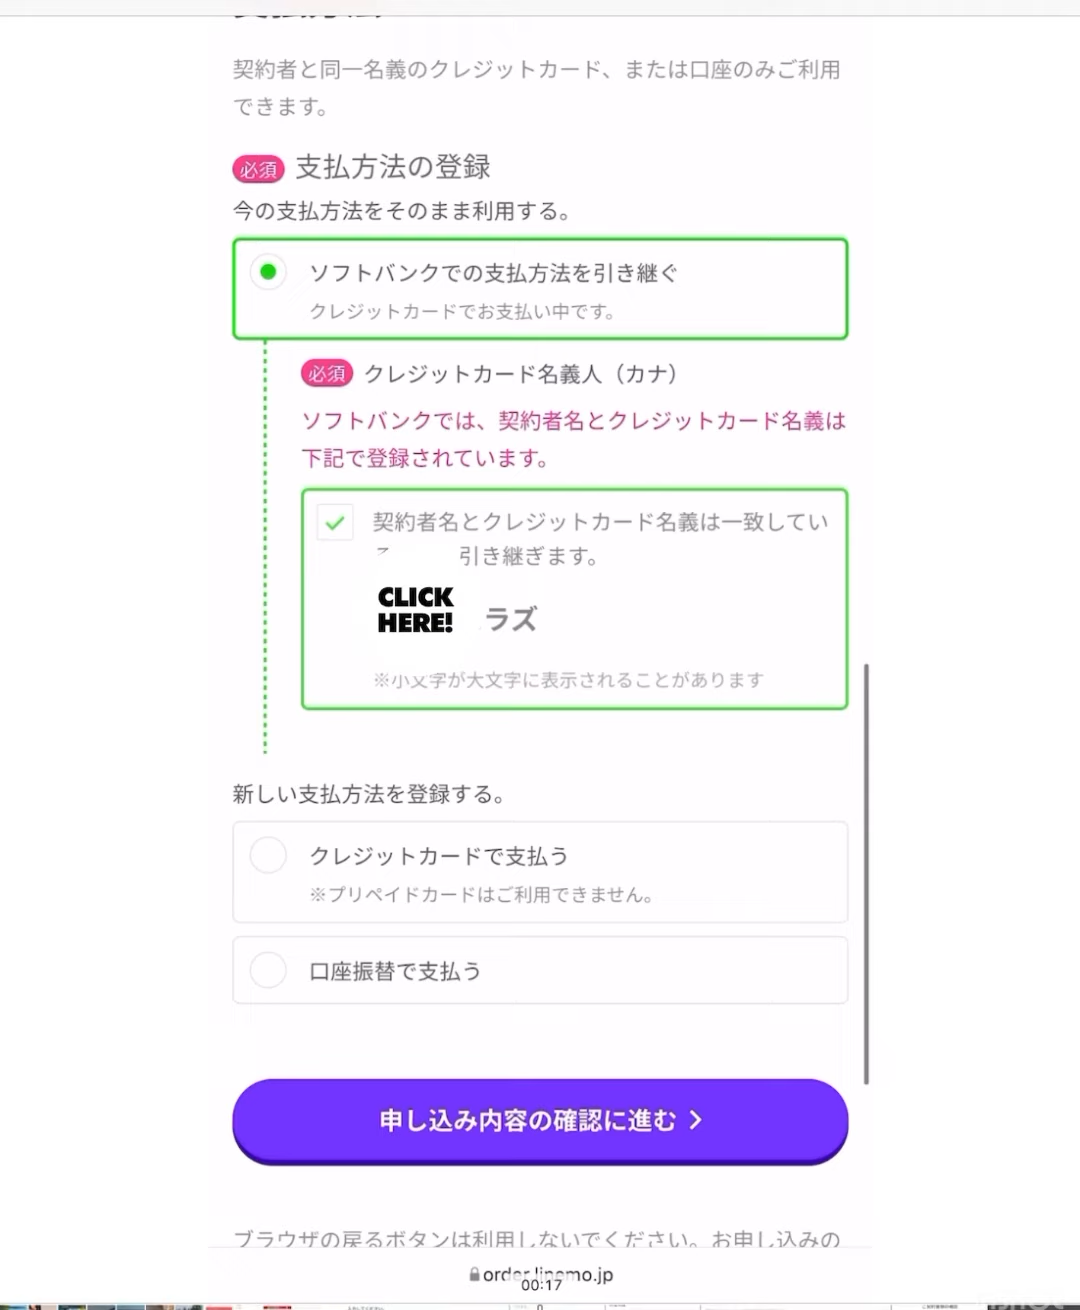 契約者と同一名義のクレジットカード、または口座のみご利用
できます。
必須 支払方法の登録
今の支払方法をそのまま利用する。
ソフトバンクでの支払方法を引き継ぐ
クレジットカードでお支払い中です。
必須 クレジットカード名義人（カナ）
ソフトバンクでは、契約者名とクレジットカード名義は
下記で登録されています。
契約者名とクレジットカード名義は一致してい
引き継ぎます。
CLICK
HERE!
ラズ
※小文字が大文字に表示されることがあります
新しい支払方法を登録する。
クレジットカードで支払う
※プリペイドカードはご利用できません。
口座振替で支払う
申し込み内容の確認に進む
ブラウザの戻るボタンは利用しないでください。お申し込みの
order.linemo.jp
00:17